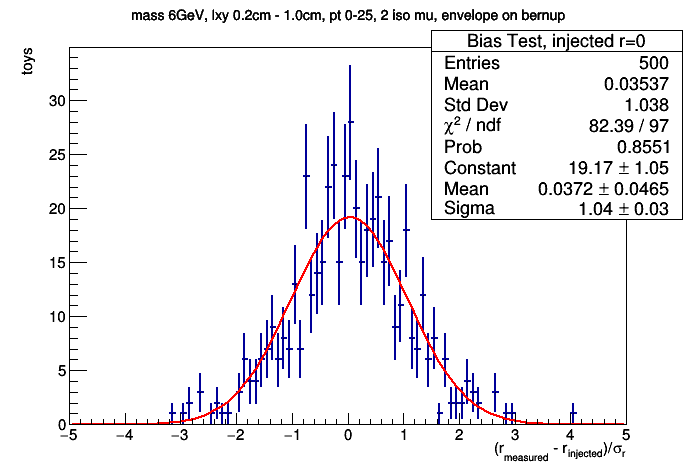 mass 6GeV, lxy 0.2cm - 1.0cm, pt 0-25, 2 iso mu, envelope on bernup
toys
Bias Test, injected r=0
Entries 500
Mean 0.03537
Std Dev 1.038
χ² / ndf 82.39 / 97
Prob 0.8551
Constant 19.17 ± 1.05
Mean 0.0372 ± 0.0465
Sigma 1.04 ± 0.03
30
25
20
15
10
5
0
−5 −4 −3 −2 −1 0 1 2 3 4 5
(r_measured - r_injected)/σ_r